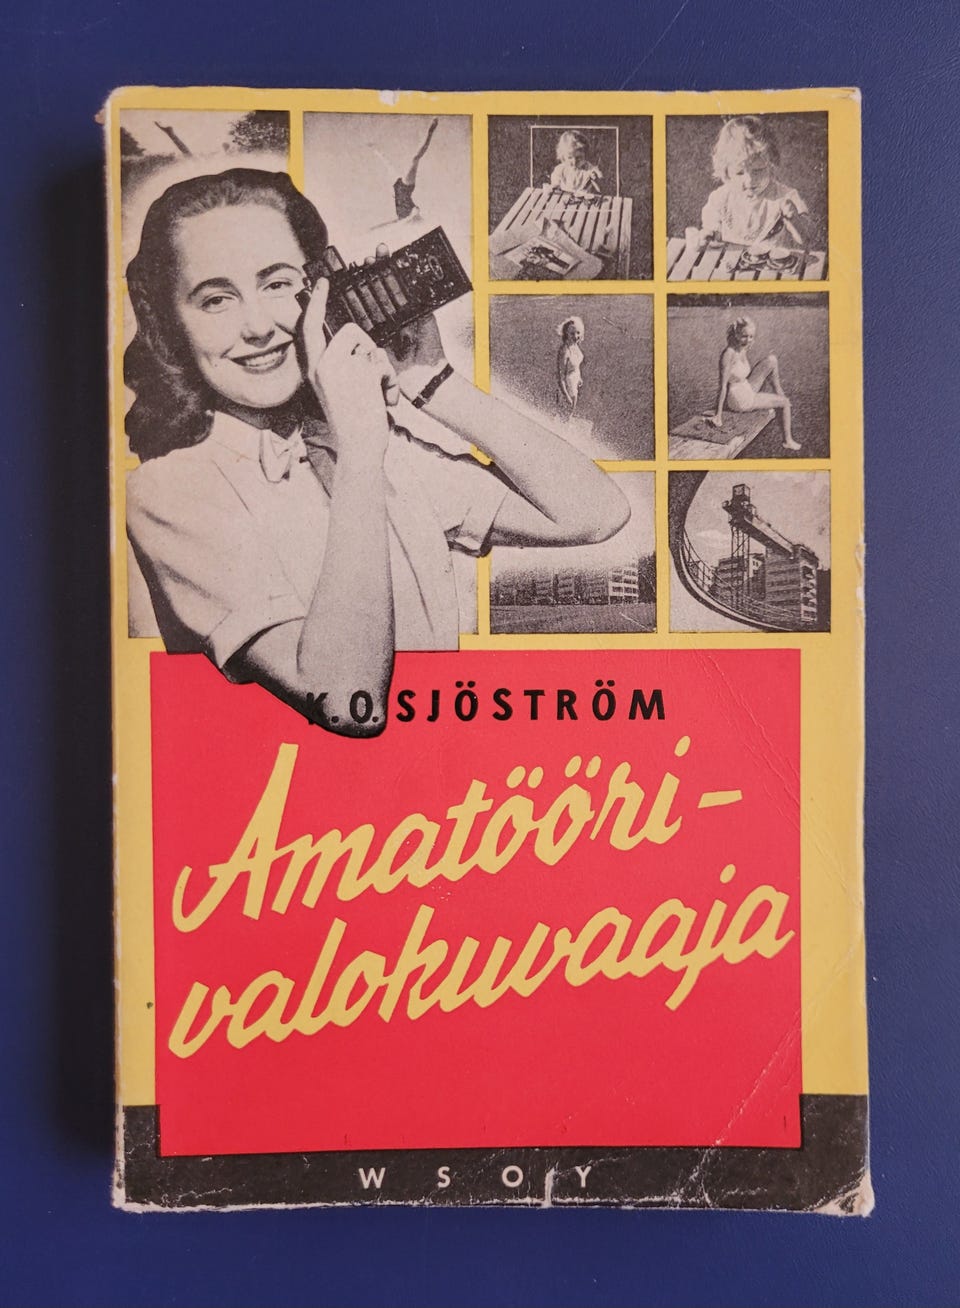 K. O. SJÖSTRÖM
Amatööri-
valokuvaaja
WSOY